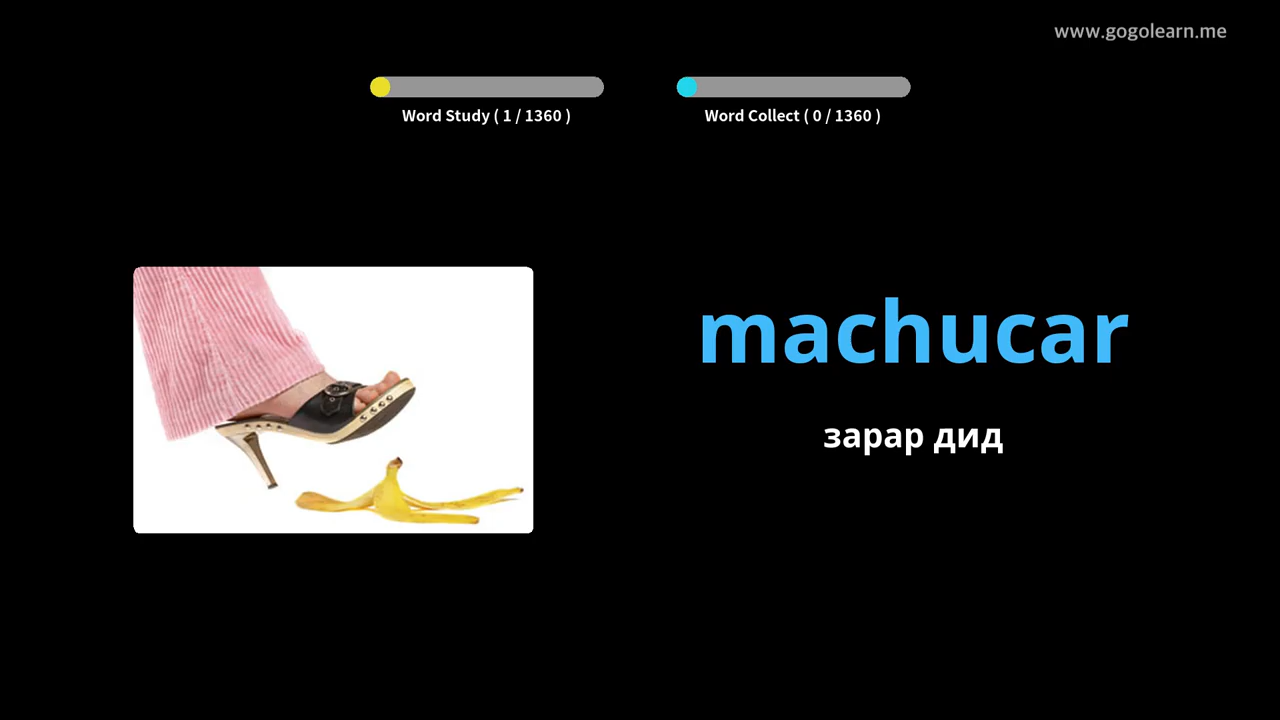 www.gogolearn.me
Word Study ( 1 / 1360 )
Word Collect ( 0 / 1360 )
machucar
зарар дид